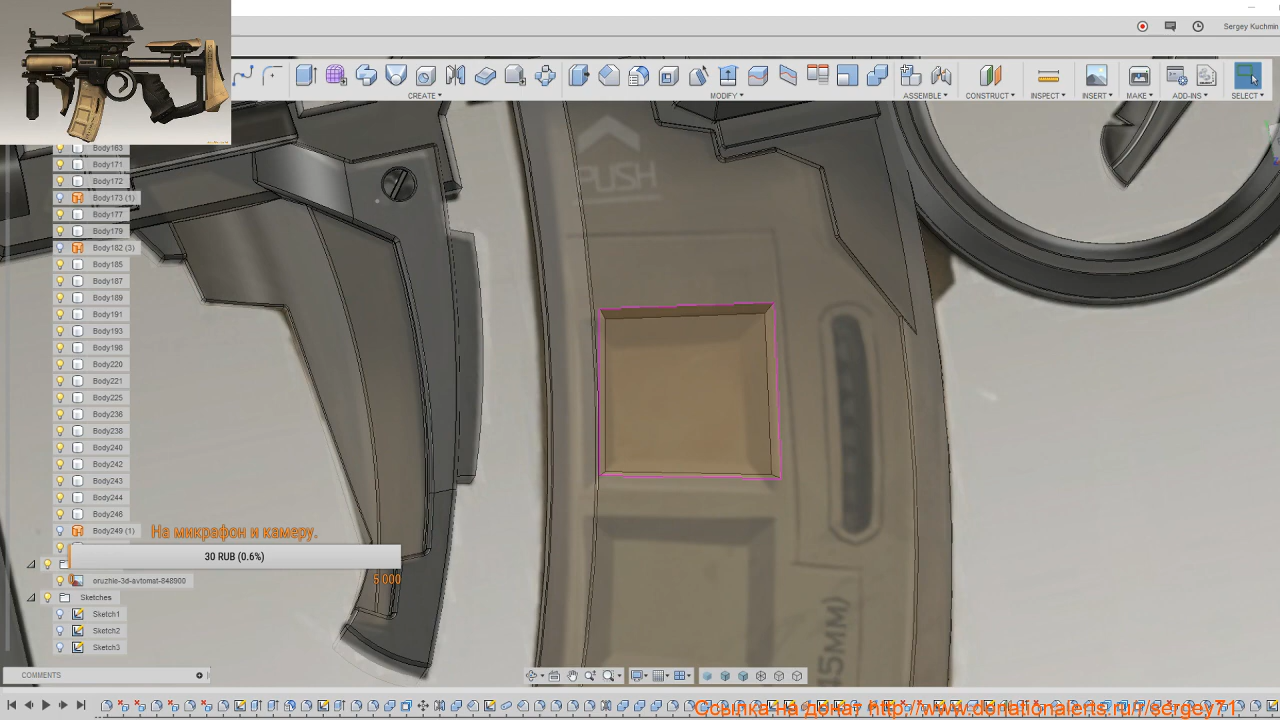 Sergey Kuchmin
CREATE
MODIFY
ASSEMBLE
CONSTRUCT
INSPECT
INSERT
MAKE
ADD-INS
SELECT
Body163
Body171
Body172
Body173 (1)
Body177
Body179
Body182 (3)
Body185
Body187
Body189
Body191
Body193
Body198
Body220
Body221
Body225
Body236
Body238
Body240
Body242
Body243
Body244
Body246
Body249 (1)
PUSH
На микрофон и камеру.
30 RUB (0.6%)
5 000
oruzhie-3d-avtomat-848900
Sketches
Sketch1
Sketch2
Sketch3
COMMENTS